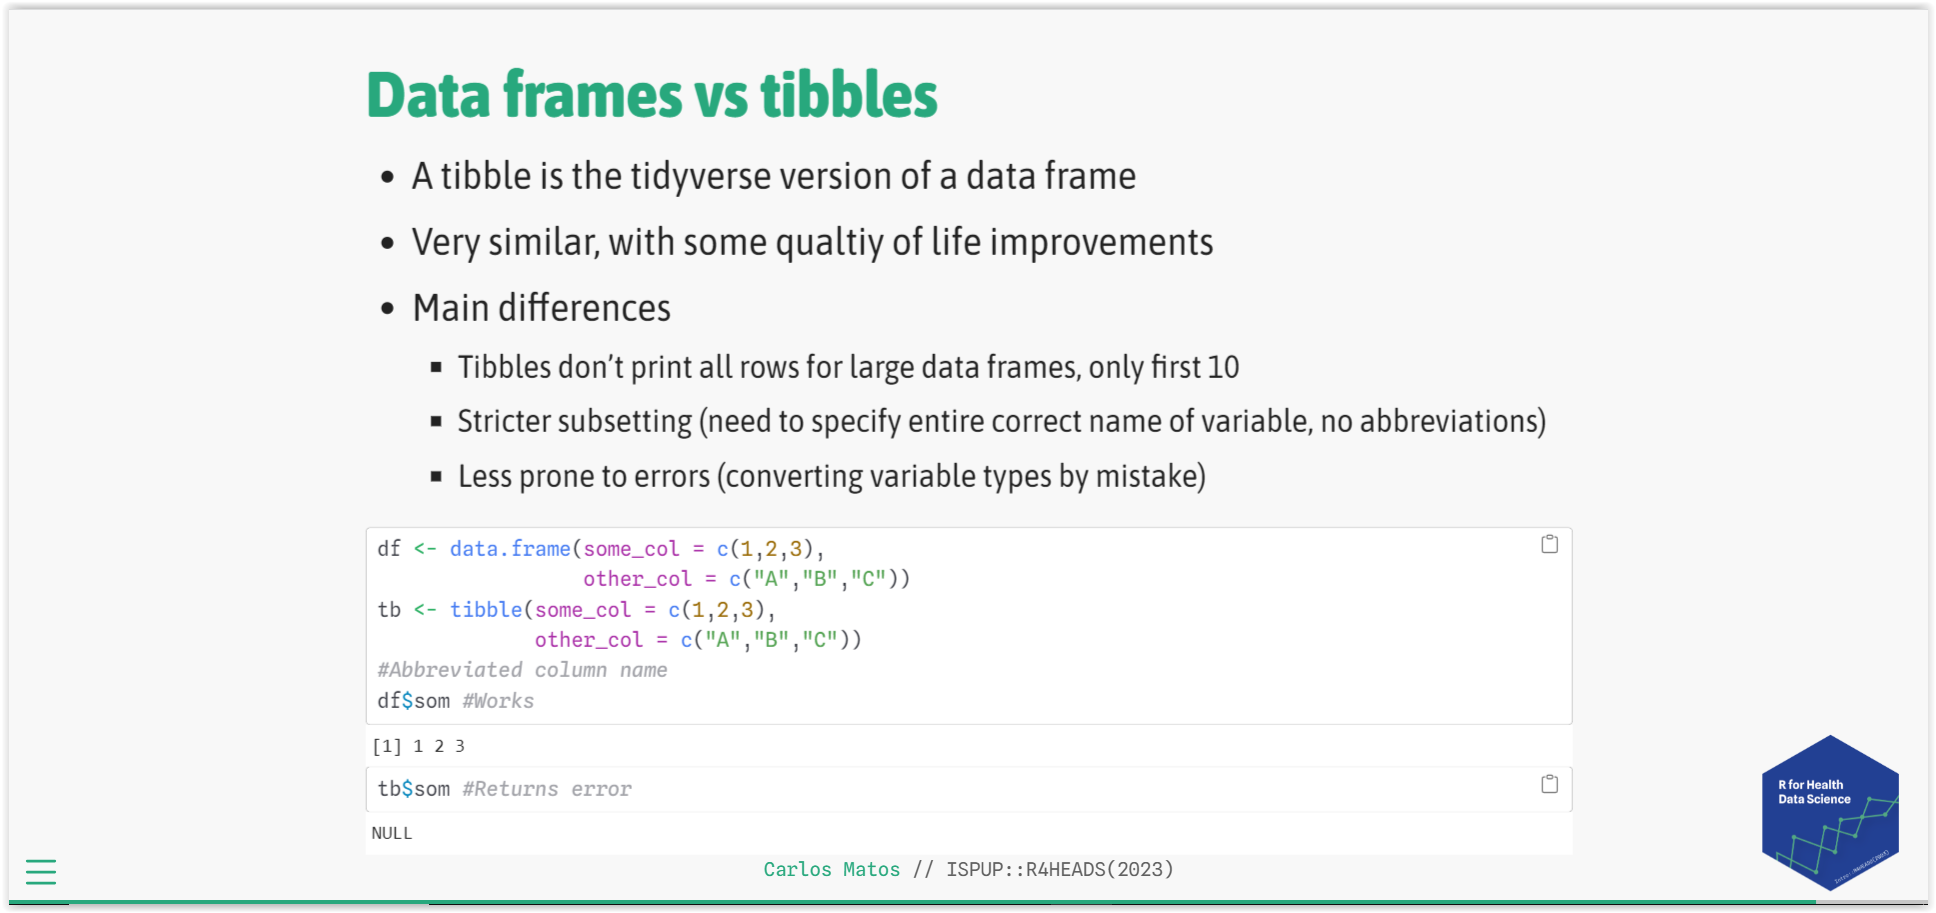 Data frames vs tibbles
• A tibble is the tidyverse version of a data frame
• Very similar, with some qualtiy of life improvements
• Main differences
▪ Tibbles don’t print all rows for large data frames, only first 10
▪ Stricter subsetting (need to specify entire correct name of variable, no abbreviations)
▪ Less prone to errors (converting variable types by mistake)
df <- data.frame(some_col = c(1,2,3),
                 other_col = c("A","B","C"))
tb <- tibble(some_col = c(1,2,3),
             other_col = c("A","B","C"))
#Abbreviated column name
df$som #Works
[1] 1 2 3
tb$som #Returns error
NULL
R for Health
Data Science
Carlos Matos // ISPUP::R4HEADS(2023)